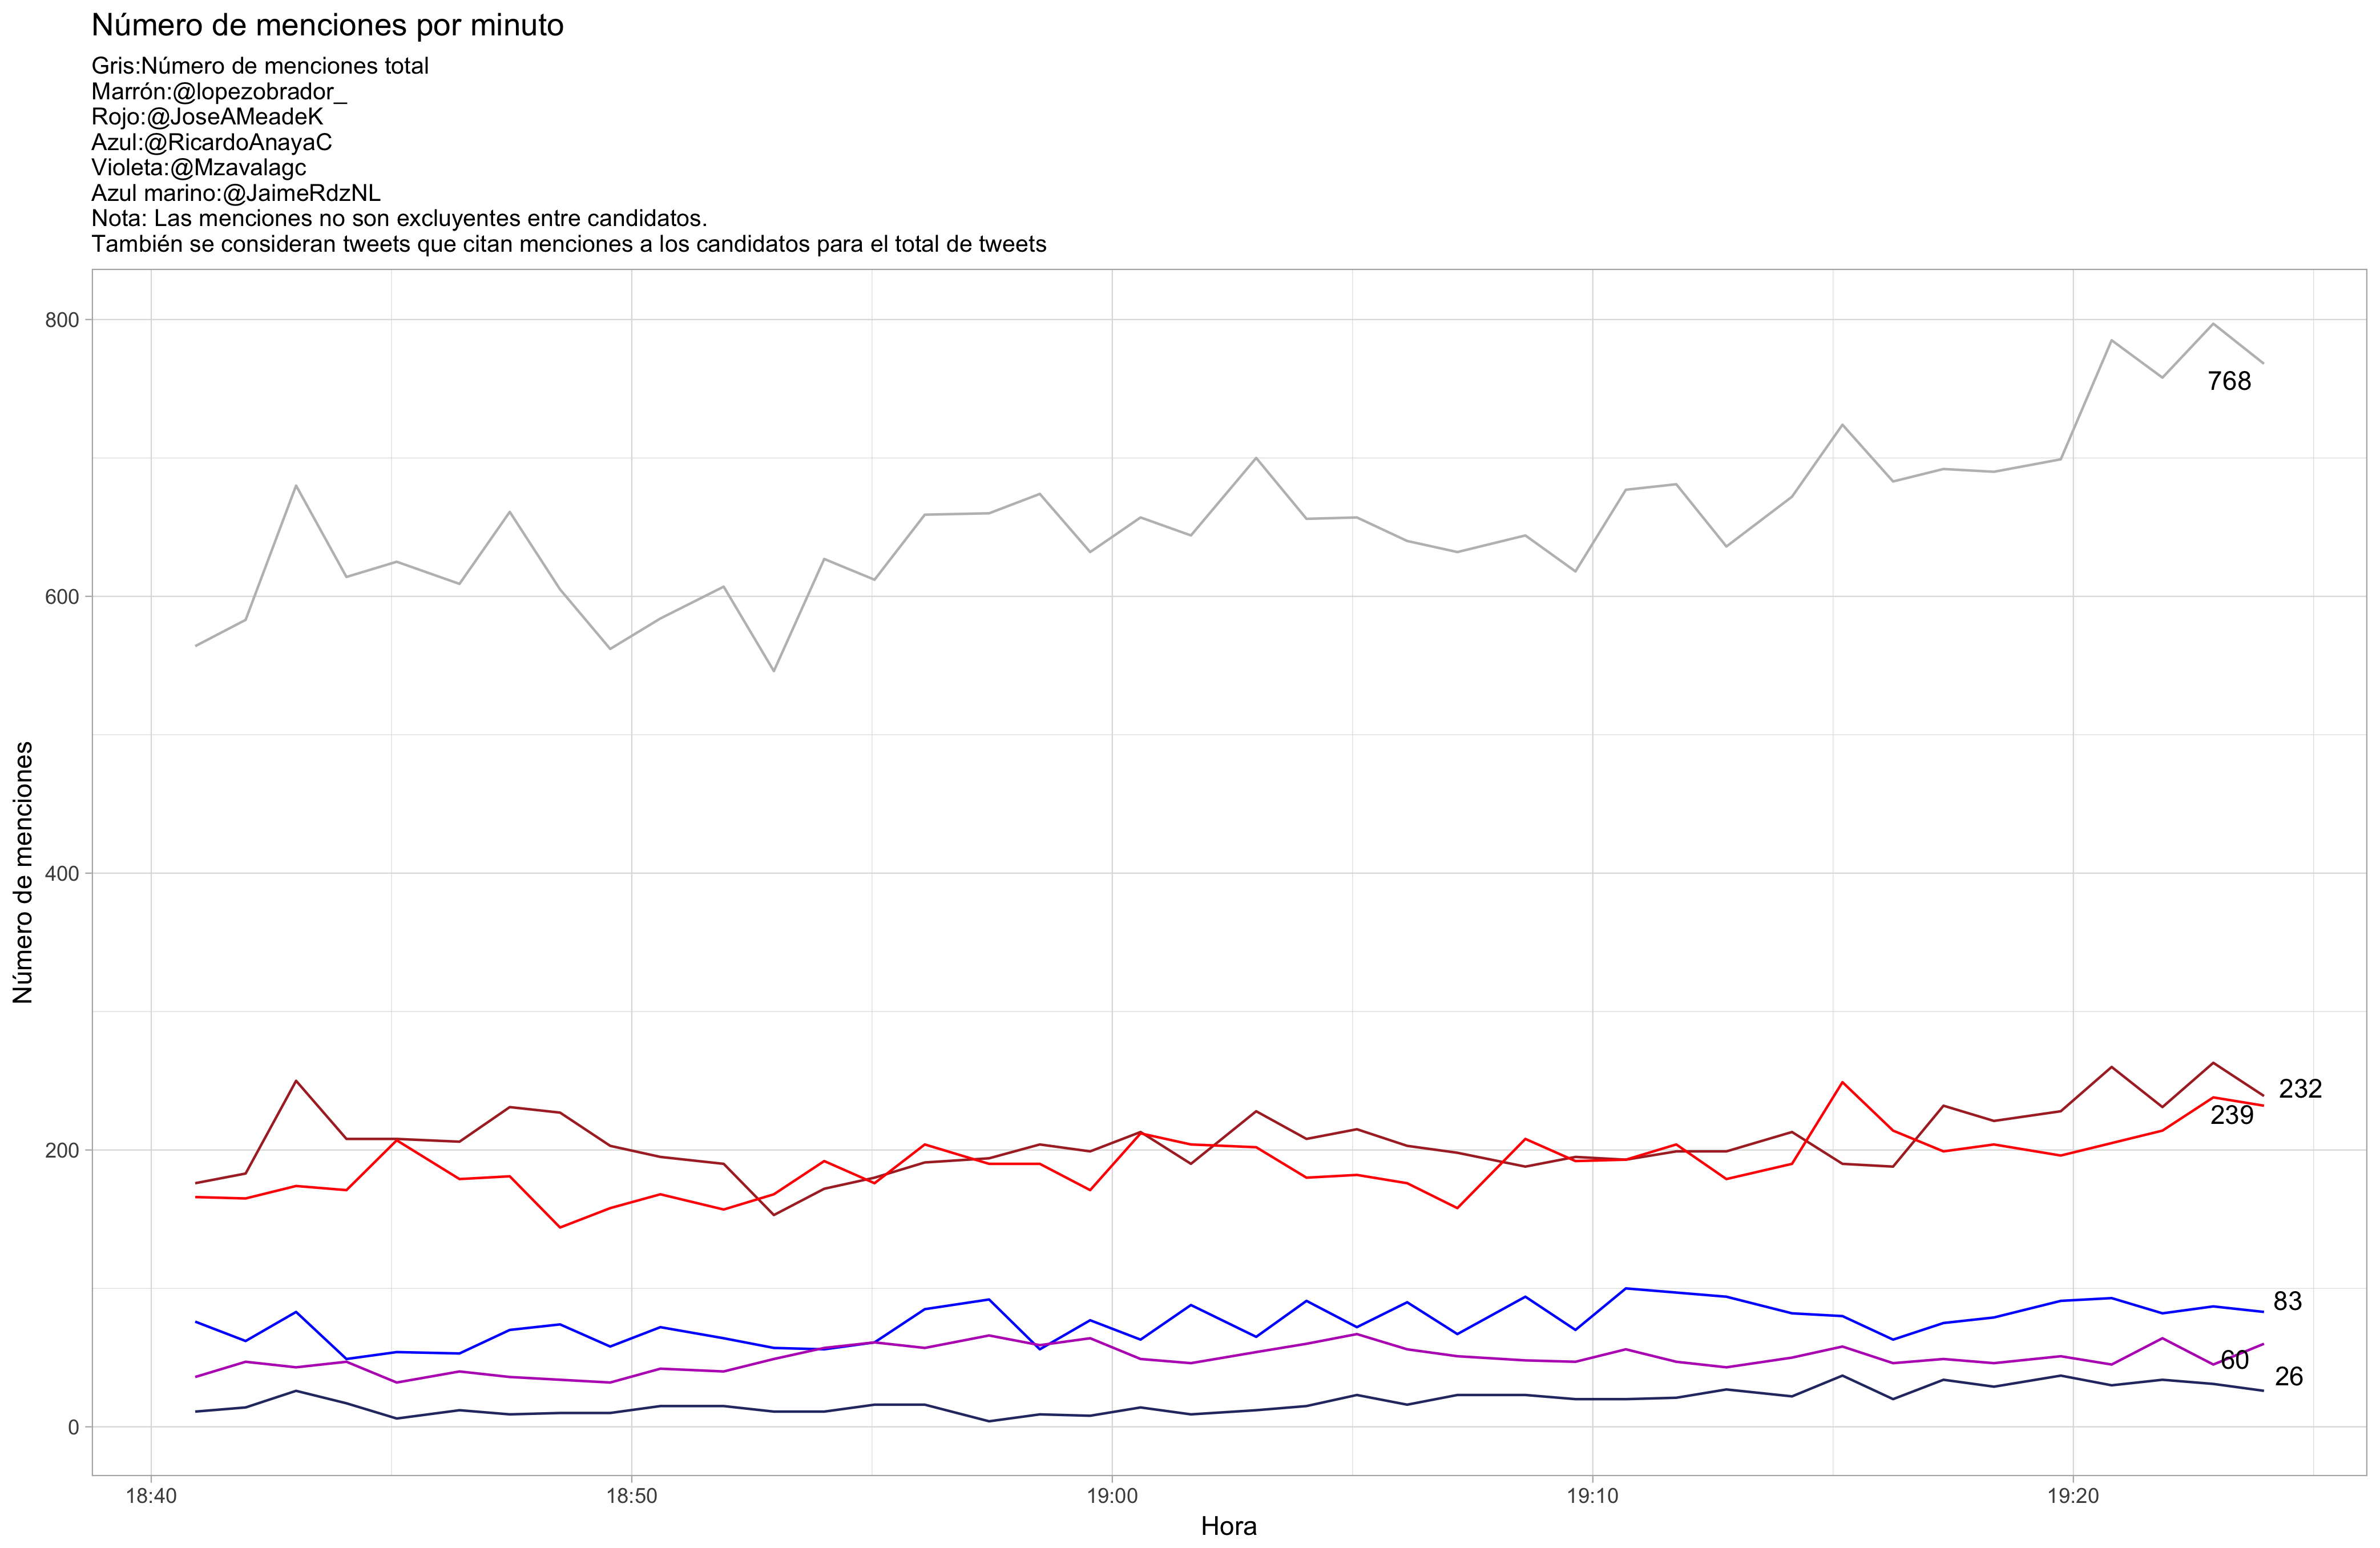 Número de menciones por minuto
Gris:Número de menciones total
Marrón:@lopezobrador_
Rojo:@JoseAMeadeK
Azul:@RicardoAnayaC
Violeta:@Mzavalagc
Azul marino:@JaimeRdzNL
Nota: Las menciones no son excluyentes entre candidatos.
También se consideran tweets que citan menciones a los candidatos para el total de tweets
Número de menciones
800
600
400
200
0
768
232
239
83
60
26
18:40
18:50
19:00
19:10
19:20
Hora